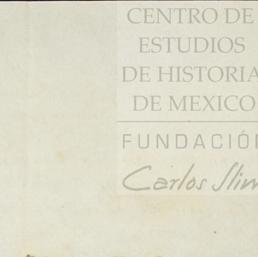 CENTRO DE
ESTUDIOS
DE HISTORIA
DE MEXICO
FUNDACIÓN
Carlos Slim